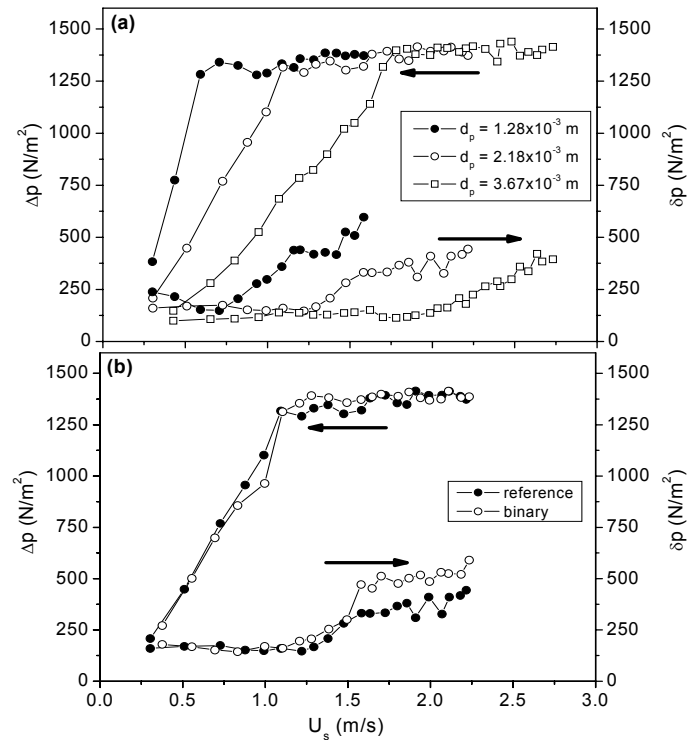 (a)
1500
1250
1000
750
500
250
0
Δp (N/m²)
d_p = 1.28x10⁻³ m
d_p = 2.18x10⁻³ m
d_p = 3.67x10⁻³ m
1500
1250
1000
750
500
250
0
δp (N/m²)
(b)
1500
1250
1000
750
500
250
0
Δp (N/m²)
reference
binary
1500
1250
1000
750
500
250
0
δp (N/m²)
0.0 0.5 1.0 1.5 2.0 2.5 3.0
U_s (m/s)